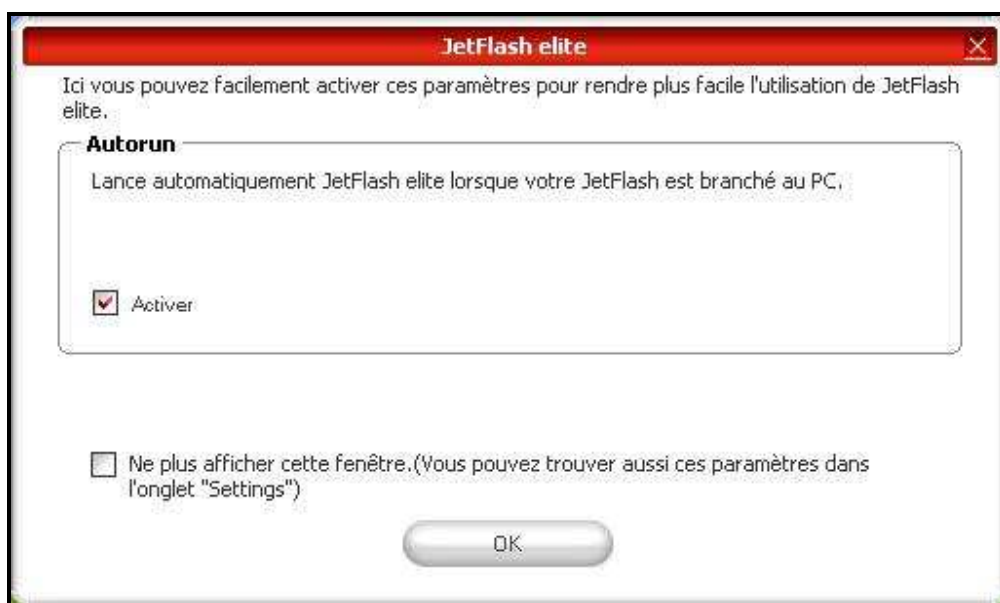 JetFlash elite
Ici vous pouvez facilement activer ces paramètres pour rendre plus facile l'utilisation de JetFlash
elite.
Autorun
Lance automatiquement JetFlash elite lorsque votre JetFlash est branché au PC.
Activer
Ne plus afficher cette fenêtre.(Vous pouvez trouver aussi ces paramètres dans
l'onglet "Settings")
OK